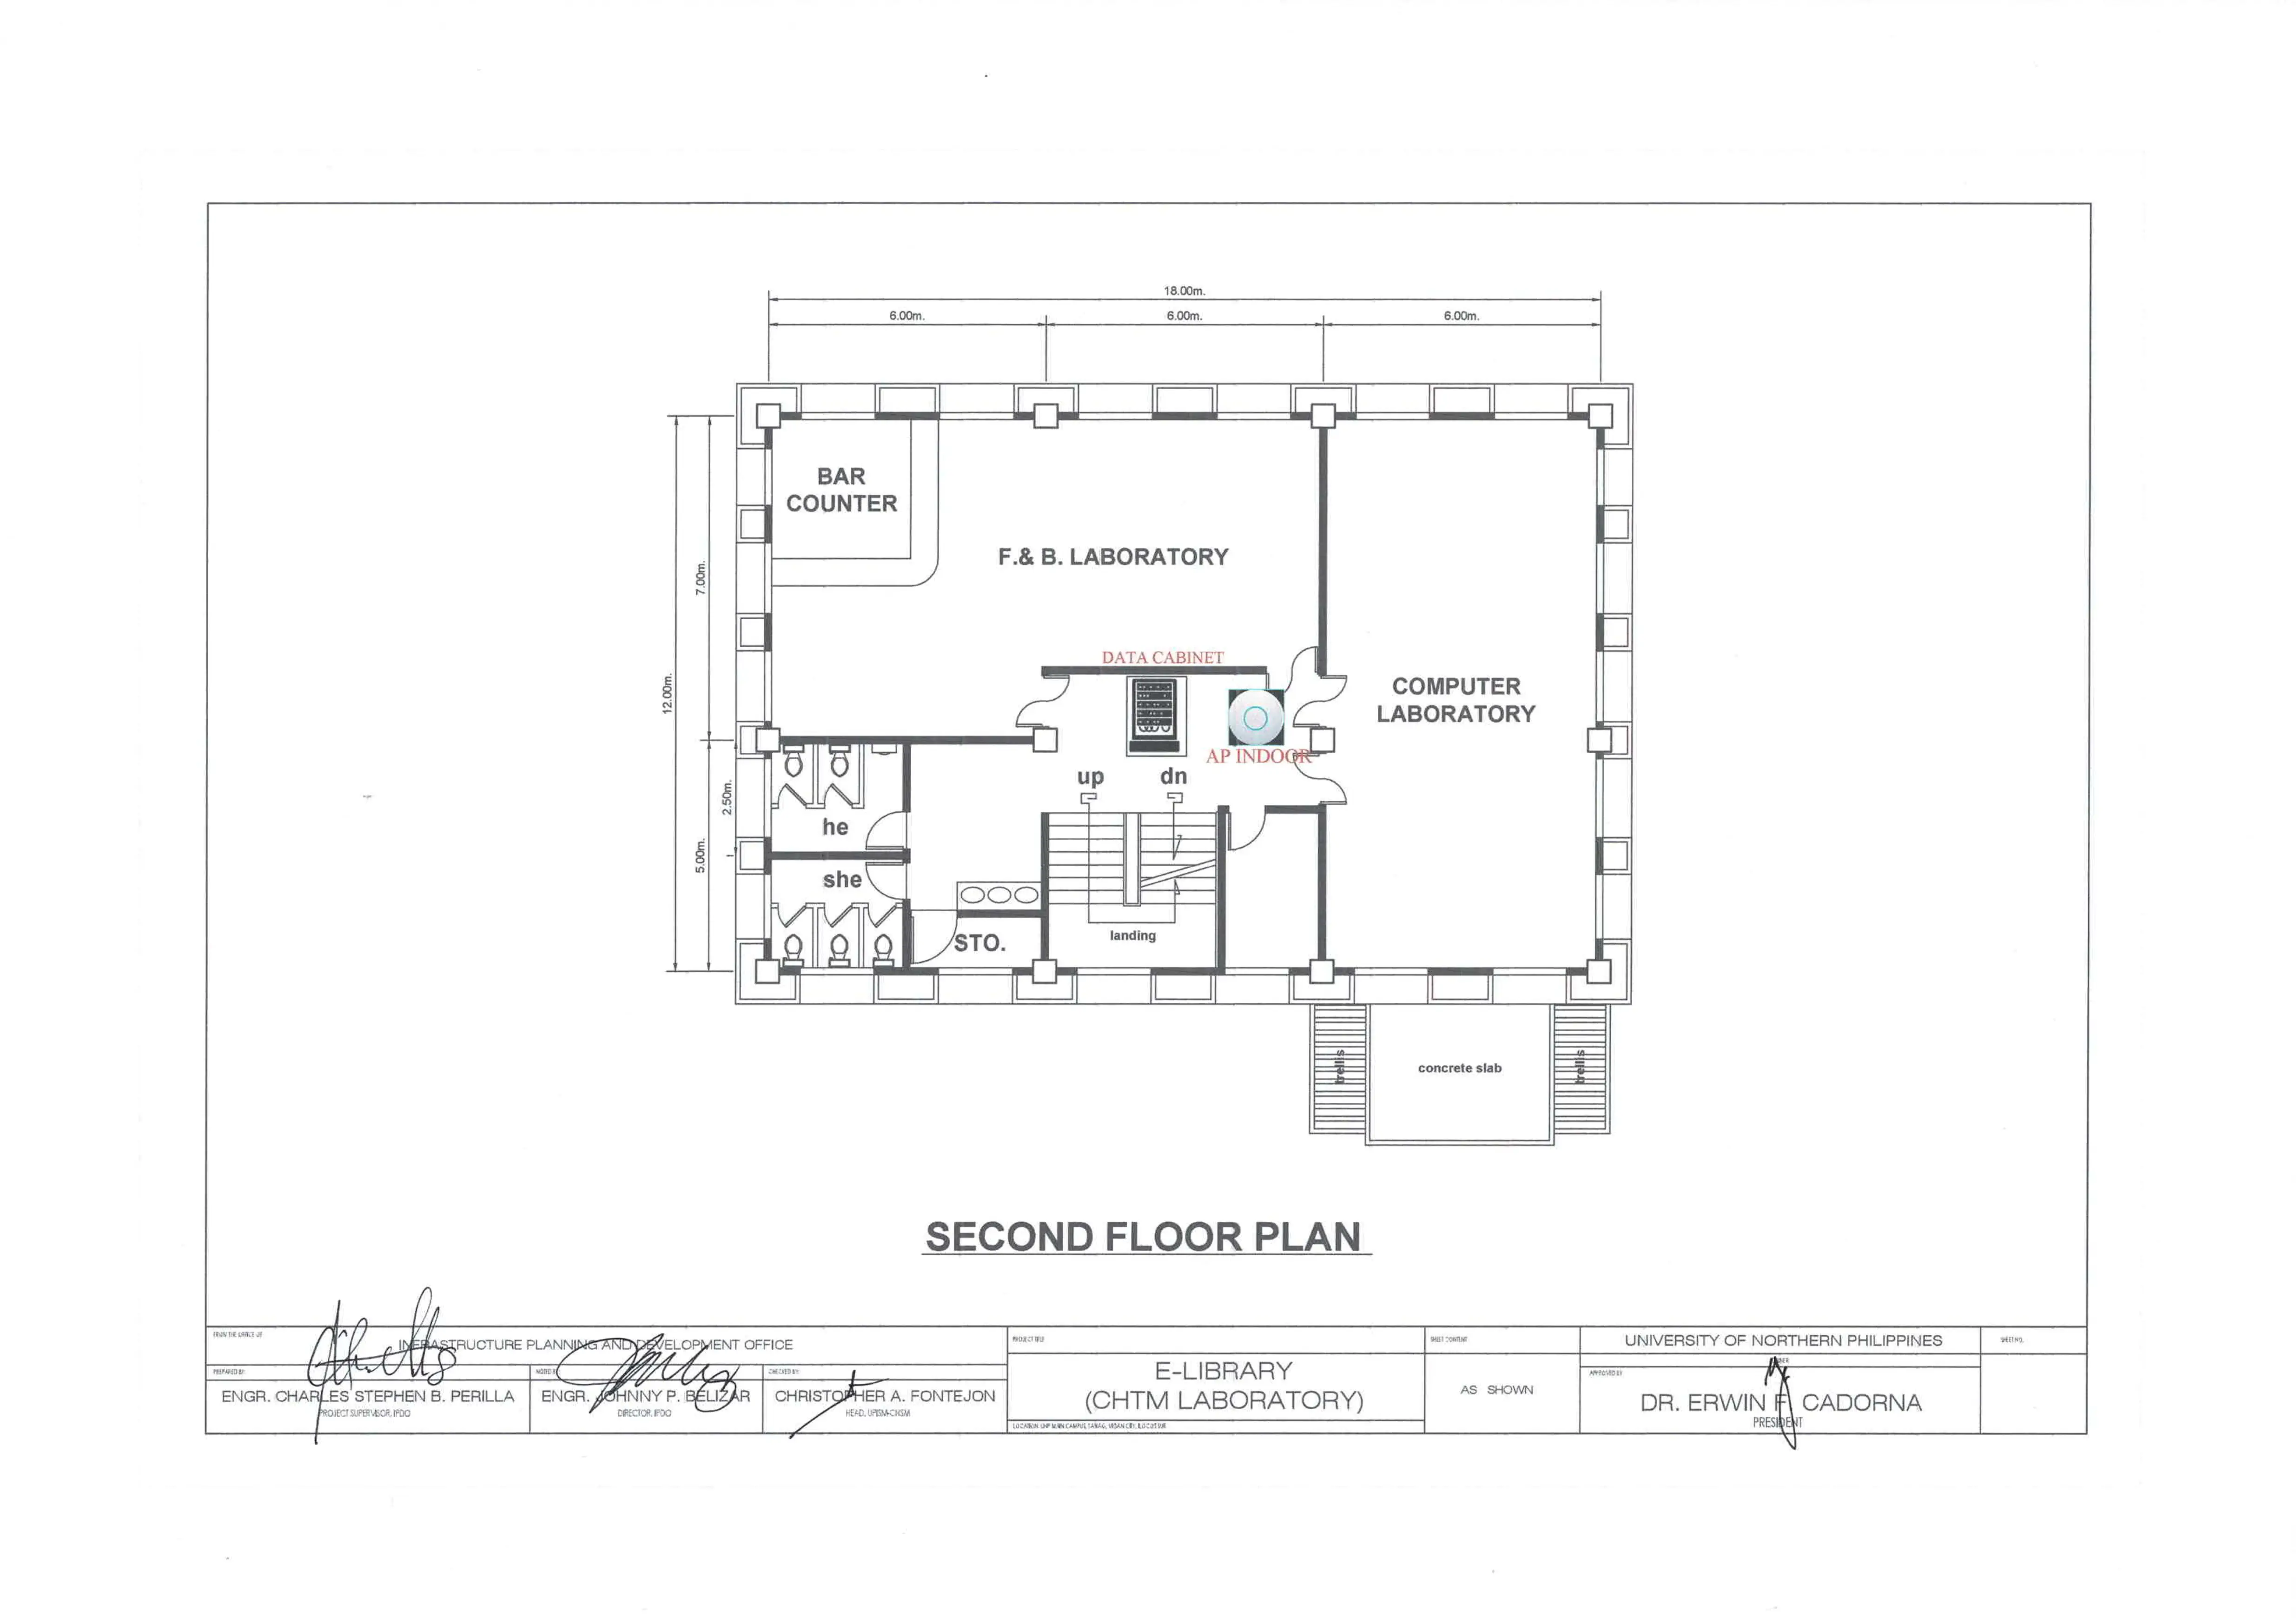 18.00m.
6.00m.
6.00m.
6.00m.
BAR
COUNTER
F.& B. LABORATORY
7.00m.
12.00m.
DATA CABINET
COMPUTER
LABORATORY
AP INDOOR
up
dn
2.50m.
he
5.00m.
she
STO.
landing
trellis
concrete slab
trellis
SECOND FLOOR PLAN
FROM THE OFFICE OF
INFRASTRUCTURE PLANNING AND DEVELOPMENT OFFICE
PREPARED BY:
ENGR. CHARLES STEPHEN B. PERILLA
PROJECT SUPERVISOR, IPDO
NOTED BY:
ENGR. JOHNNY P. BELIZAR
DIRECTOR, IPDO
CHECKED BY:
CHRISTOPHER A. FONTEJON
HEAD,
PROJECT TITLE
E-LIBRARY
(CHTM LABORATORY)
LOCATION: UNP MAIN CAMPUS, TAMAG, VIGAN CITY, ILOCOS SUR
SHEET CONTENT
AS SHOWN
UNIVERSITY OF NORTHERN PHILIPPINES
OWNER
APPROVED BY
DR. ERWIN F. CADORNA
PRESIDENT
SHEET NO.